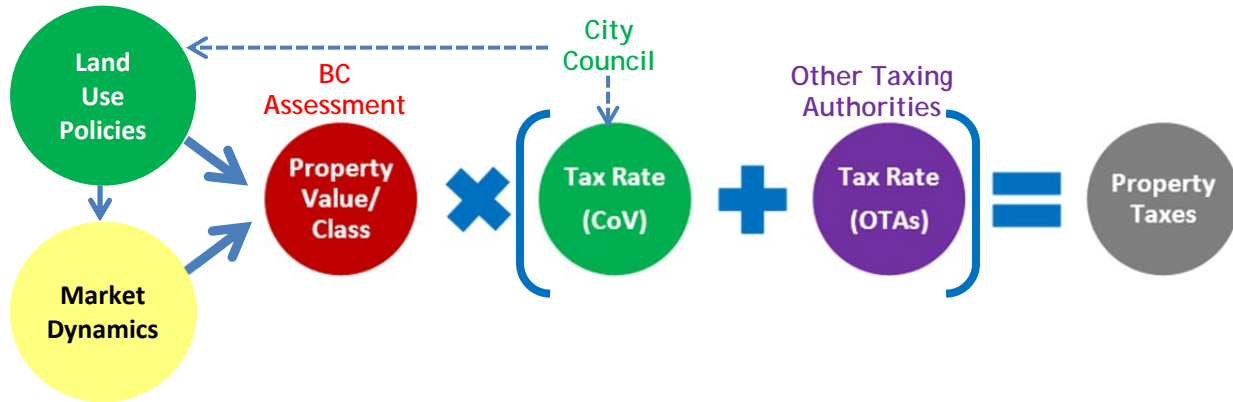 Land
Use
Policies
Market
Dynamics
BC
Assessment
Property
Value/
Class
City
Council
Tax Rate
(CoV)
Other Taxing
Authorities
Tax Rate
(OTAs)
Property
Taxes